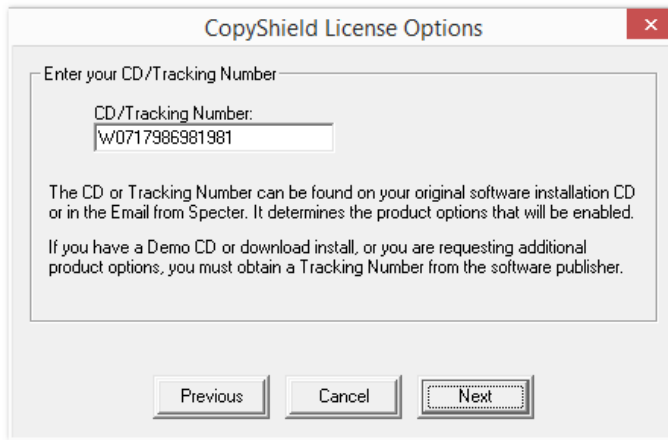 CopyShield License Options
Enter your CD/Tracking Number
CD/Tracking Number:
W0717986981981
The CD or Tracking Number can be found on your original software installation CD
or in the Email from Specter. It determines the product options that will be enabled.
If you have a Demo CD or download install, or you are requesting additional
product options, you must obtain a Tracking Number from the software publisher.
Previous Cancel Next